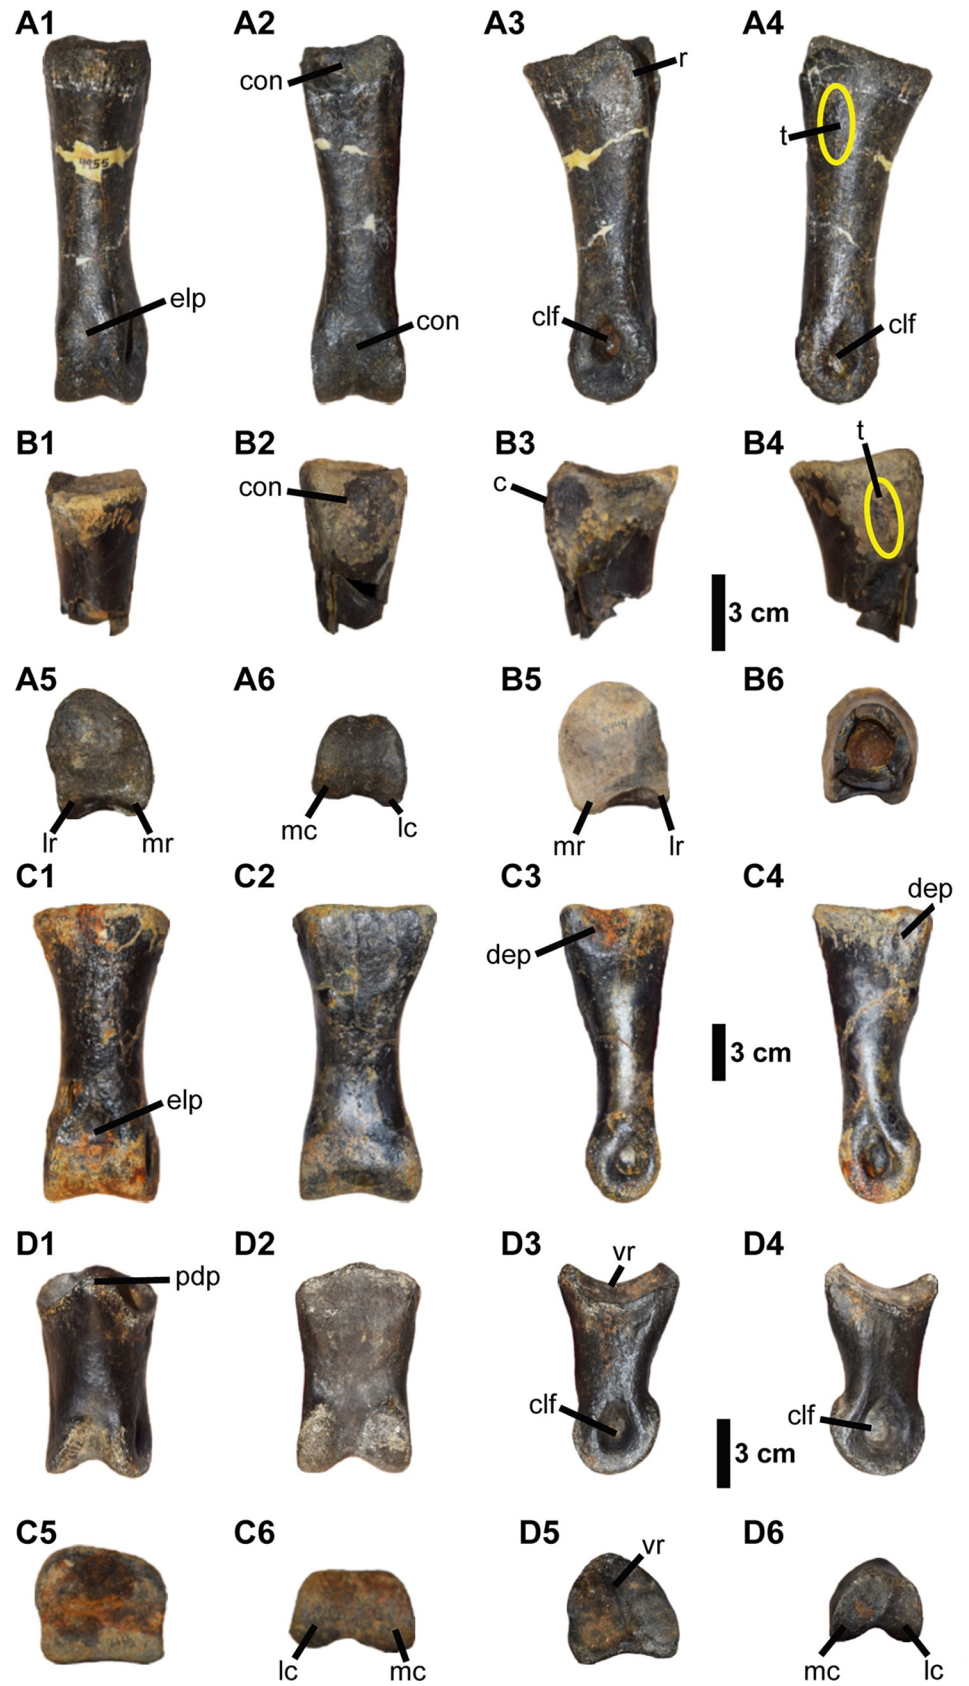 A1 A2 A3 A4
con
r
t
4955
elp
con
clf
clf
B1 B2 B3 B4
t
con
c
3 cm
A5 A6 B5 B6
lr mr
mc lc
mr lr
C1 C2 C3 C4
dep
dep
3 cm
elp
D1 D2 D3 D4
pdp
vr
clf
clf
3 cm
C5 C6 D5 D6
vr
lc mc
mc lc